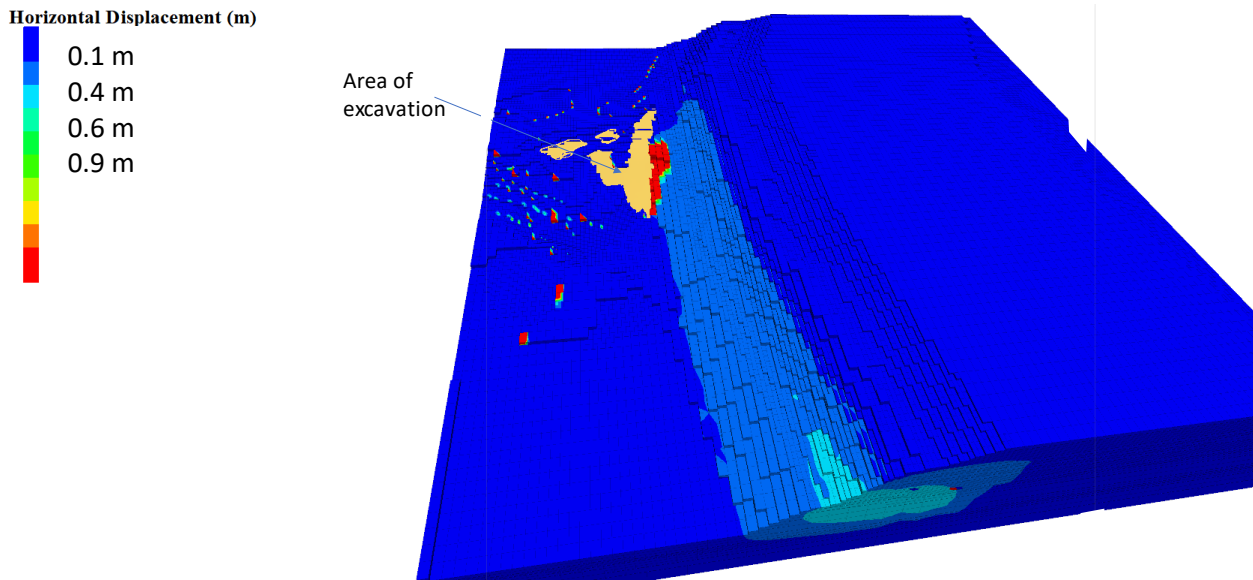 Horizontal Displacement (m)
0.1 m
0.4 m
0.6 m
0.9 m
Area of
excavation